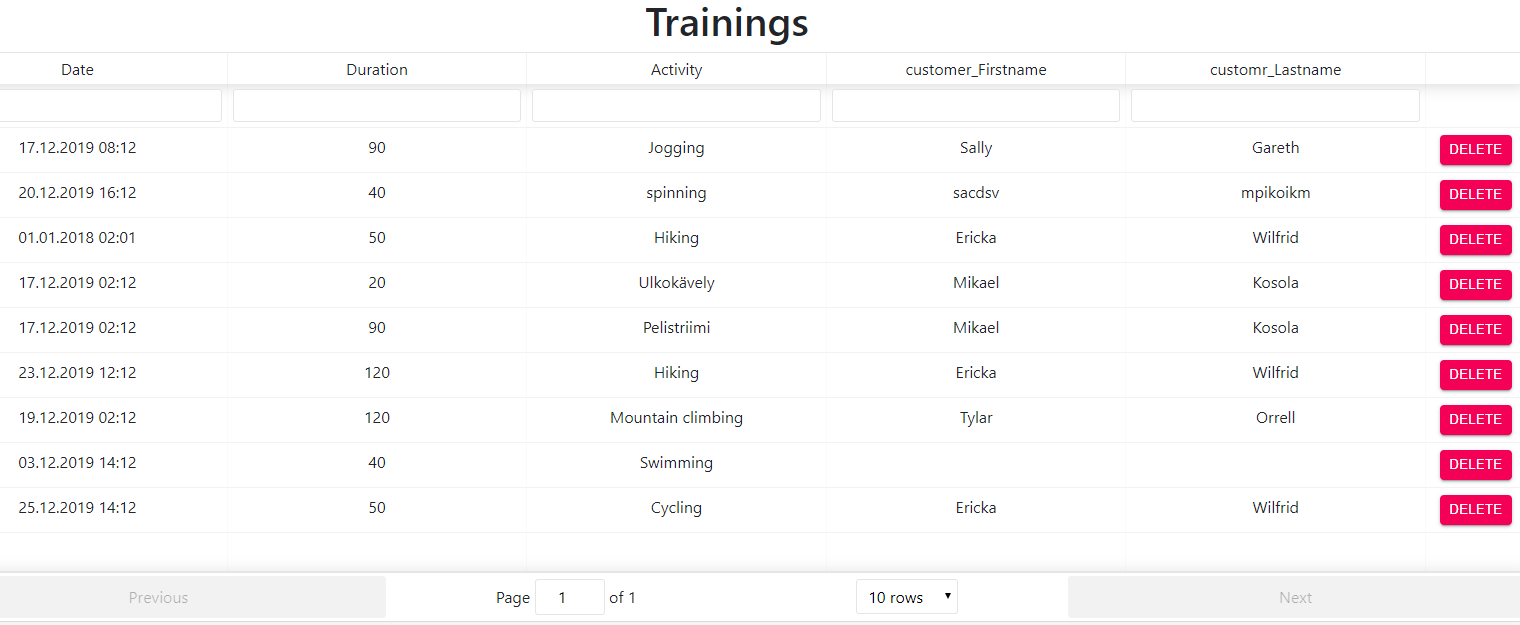 Trainings
Date Duration Activity customer_Firstname customr_Lastname
17.12.2019 08:12 90 Jogging Sally Gareth DELETE
20.12.2019 16:12 40 spinning sacdsv mpikoikm DELETE
01.01.2018 02:01 50 Hiking Ericka Wilfrid DELETE
17.12.2019 02:12 20 Ulkokävely Mikael Kosola DELETE
17.12.2019 02:12 90 Pelistriimi Mikael Kosola DELETE
23.12.2019 12:12 120 Hiking Ericka Wilfrid DELETE
19.12.2019 02:12 120 Mountain climbing Tylar Orrell DELETE
03.12.2019 14:12 40 Swimming DELETE
25.12.2019 14:12 50 Cycling Ericka Wilfrid DELETE
Previous Page 1 of 1 10 rows Next